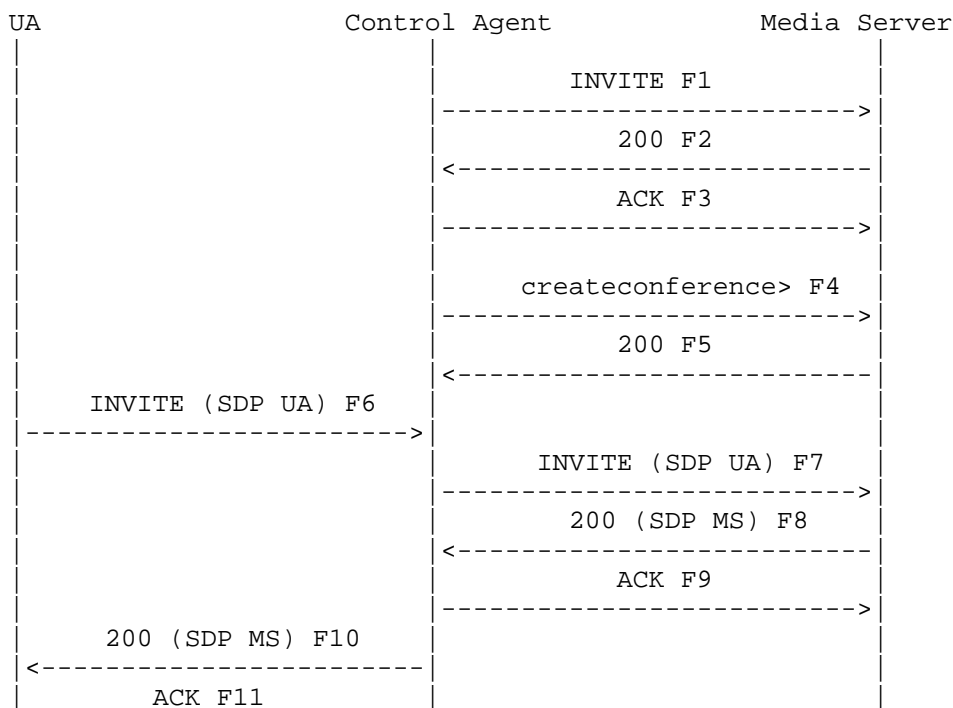 UA Control Agent Media Server
INVITE F1
200 F2
ACK F3
createconference> F4
200 F5
INVITE (SDP UA) F6
INVITE (SDP UA) F7
200 (SDP MS) F8
ACK F9
200 (SDP MS) F10
ACK F11